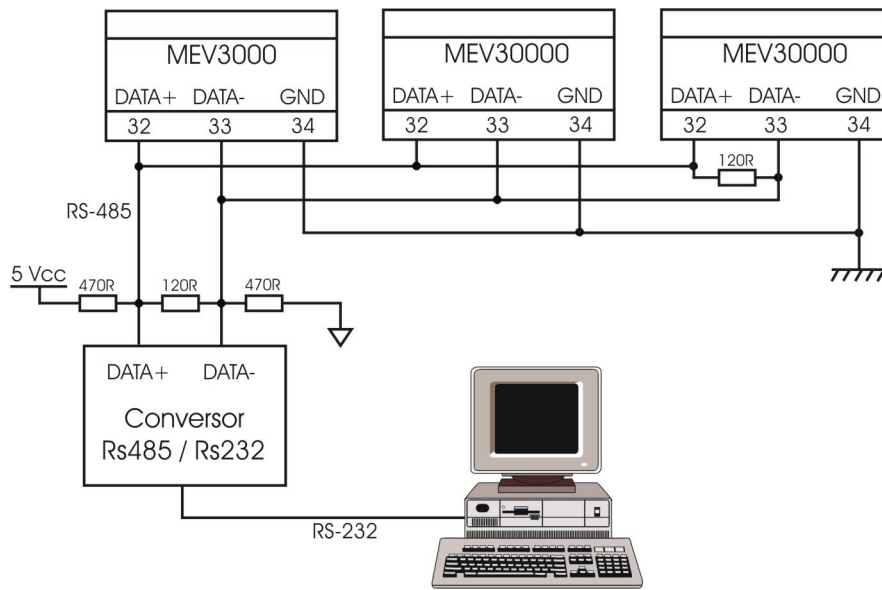 MEV3000
DATA+ DATA- GND
32 33 34
MEV30000
DATA+ DATA- GND
32 33 34
MEV30000
DATA+ DATA- GND
32 33 34
120R
RS-485
5 Vcc
470R
120R
470R
DATA+ DATA-
Conversor
Rs485 / Rs232
RS-232